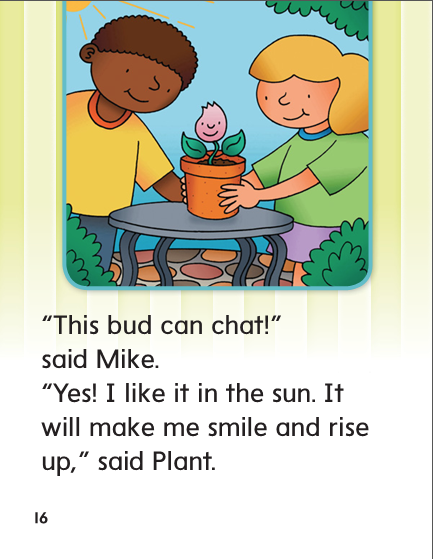 “This bud can chat!”
said Mike.
“Yes! I like it in the sun. It
will make me smile and rise
up,” said Plant.
16